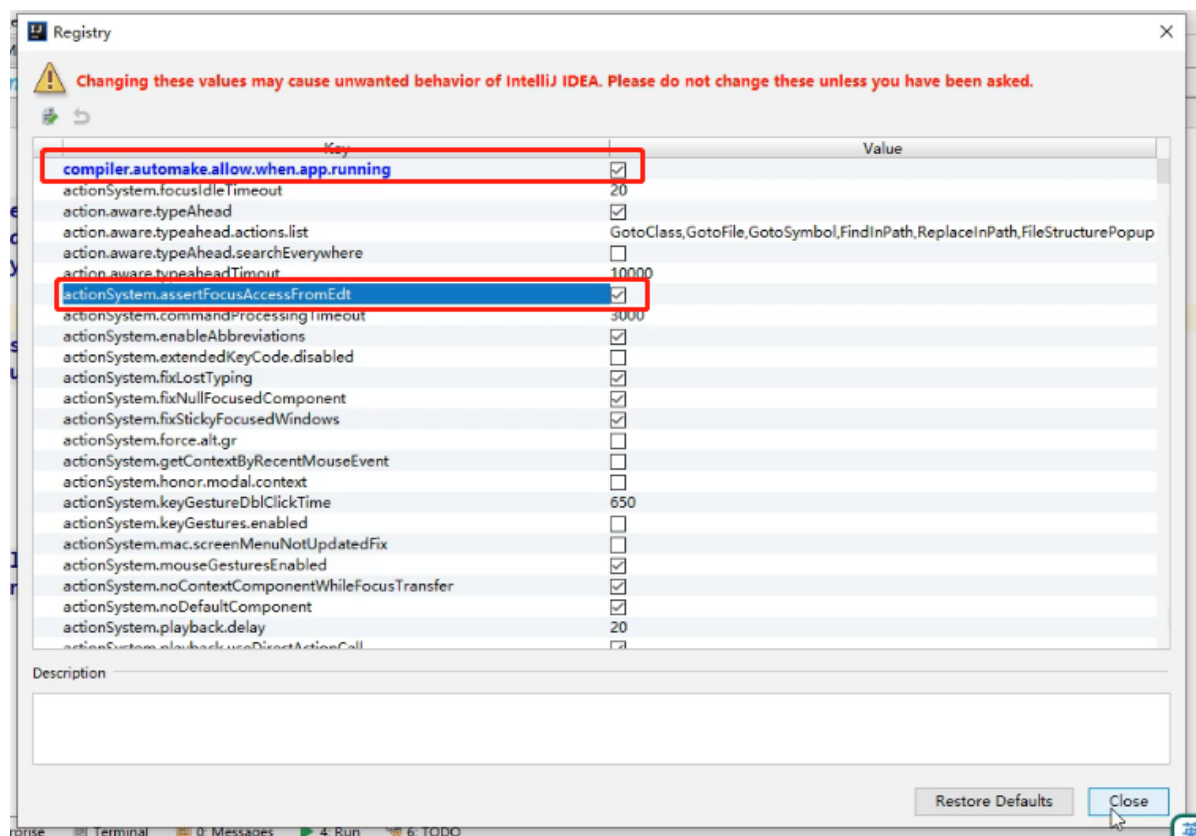 Registry
Changing these values may cause unwanted behavior of IntelliJ IDEA. Please do not change these unless you have been asked.
Key Value
compiler.automake.allow.when.app.running
actionSystem.focusIdleTimeout 20
action.aware.typeAhead
action.aware.typeahead.actions.list GotoClass,GotoFile,GotoSymbol,FindInPath,ReplaceInPath,FileStructurePopup
action.aware.typeAhead.searchEverywhere
action.aware.typeaheadTimout 10000
actionSystem.assertFocusAccessFromEdt
actionSystem.commandProcessingTimeout 3000
actionSystem.enableAbbreviations
actionSystem.extendedKeyCode.disabled
actionSystem.fixLostTyping
actionSystem.fixNullFocusedComponent
actionSystem.fixStickyFocusedWindows
actionSystem.force.alt.gr
actionSystem.getContextByRecentMouseEvent
actionSystem.honor.modal.context
actionSystem.keyGestureDblClickTime 650
actionSystem.keyGestures.enabled
actionSystem.mac.screenMenuNotUpdatedFix
actionSystem.mouseGesturesEnabled
actionSystem.noContextComponentWhileFocusTransfer
actionSystem.noDefaultComponent
actionSystem.playback.delay 20
actionSystem.playback.useDirectActionCall
Description
Restore Defaults Close
Terminal 0: Messages 4: Run 6: TODO